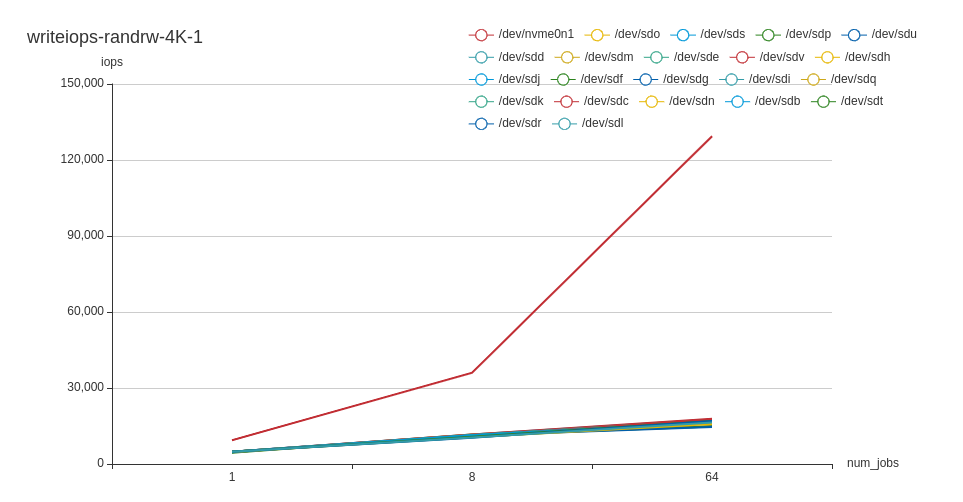 writeiops-randrw-4K-1
/dev/nvme0n1 /dev/sdo /dev/sds /dev/sdp /dev/sdu
/dev/sdd /dev/sdm /dev/sde /dev/sdv /dev/sdh
/dev/sdj /dev/sdf /dev/sdg /dev/sdi /dev/sdq
/dev/sdk /dev/sdc /dev/sdn /dev/sdb /dev/sdt
/dev/sdr /dev/sdl
iops
150,000
120,000
90,000
60,000
30,000
0
1 8 64
num_jobs